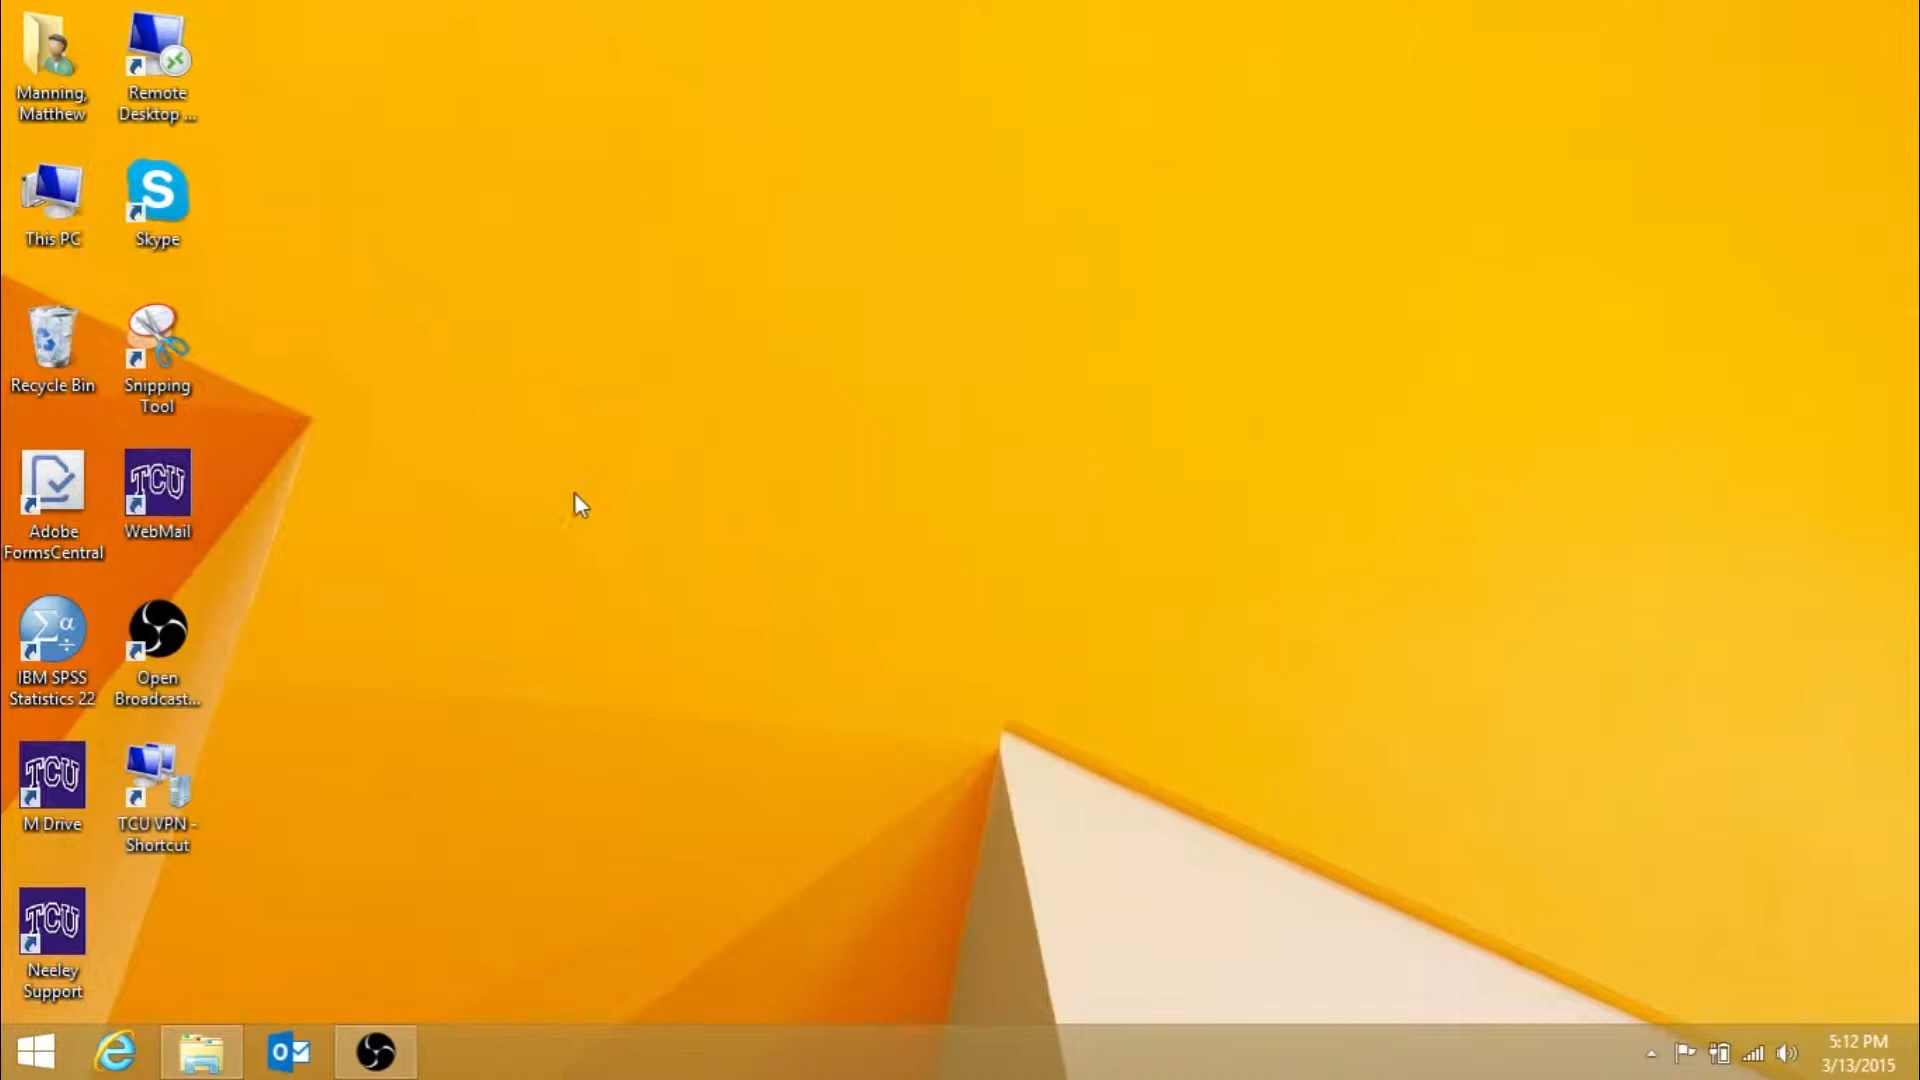 Manning,
Matthew
Remote
Desktop ...
This PC
S
Skype
Recycle Bin
Snipping
Tool
Adobe
FormsCentral
TCU
WebMail
Σα
÷
IBM SPSS
Statistics 22
Open
Broadcast...
TCU
M Drive
TCU VPN -
Shortcut
TCU
Neeley
Support
5:12 PM
3/13/2015